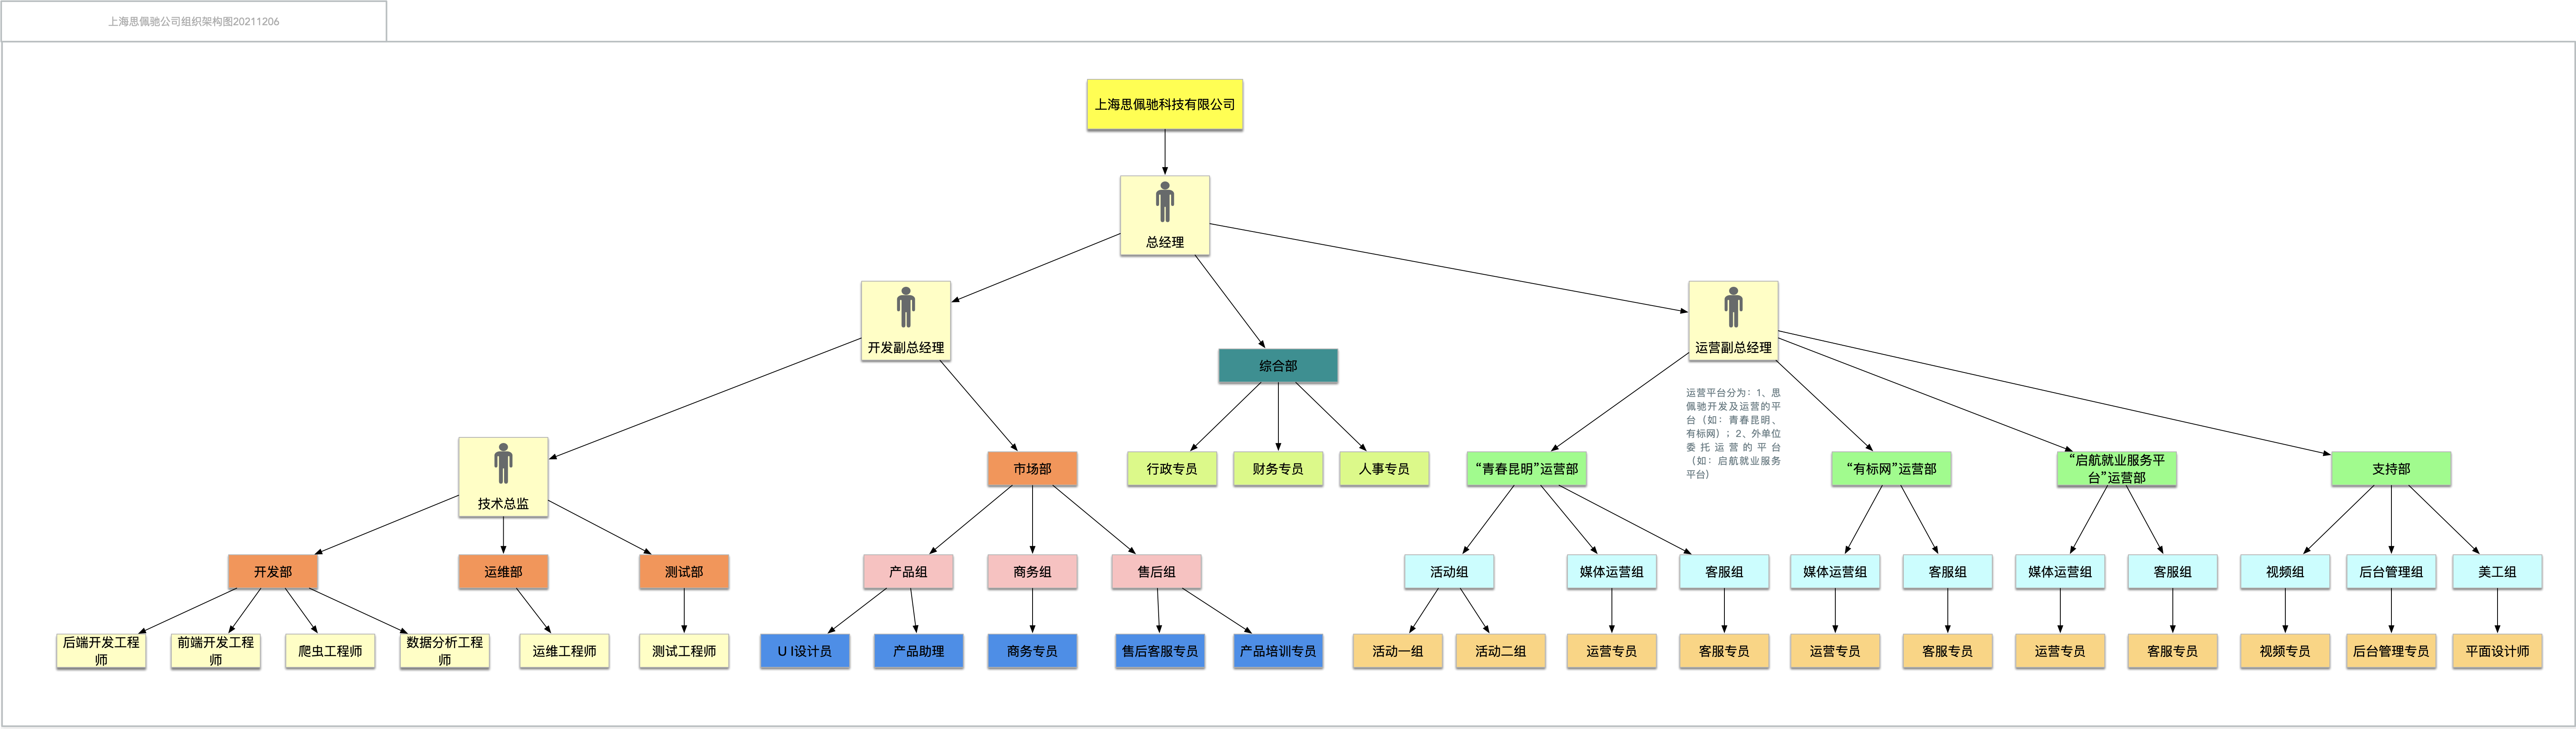 上海思佩驰公司组织架构图20211206
上海思佩驰科技有限公司
总经理
开发副总经理
运营副总经理
综合部
运营平台分为：1、思
佩驰开发及运营的平
台（如：青春昆明、
有标网）；2、外单位
委托运营的平台
（如：启航就业服务
平台）
技术总监
市场部
行政专员
财务专员
人事专员
“青春昆明”运营部
“有标网”运营部
“启航就业服务平
台”运营部
支持部
开发部
运维部
测试部
产品组
商务组
售后组
活动组
媒体运营组
客服组
媒体运营组
客服组
媒体运营组
客服组
视频组
后台管理组
美工组
后端开发工程
师
前端开发工程
师
爬虫工程师
数据分析工程
师
运维工程师
测试工程师
UI设计员
产品助理
商务专员
售后客服专员
产品培训专员
活动一组
活动二组
运营专员
客服专员
运营专员
客服专员
运营专员
客服专员
视频专员
后台管理专员
平面设计师